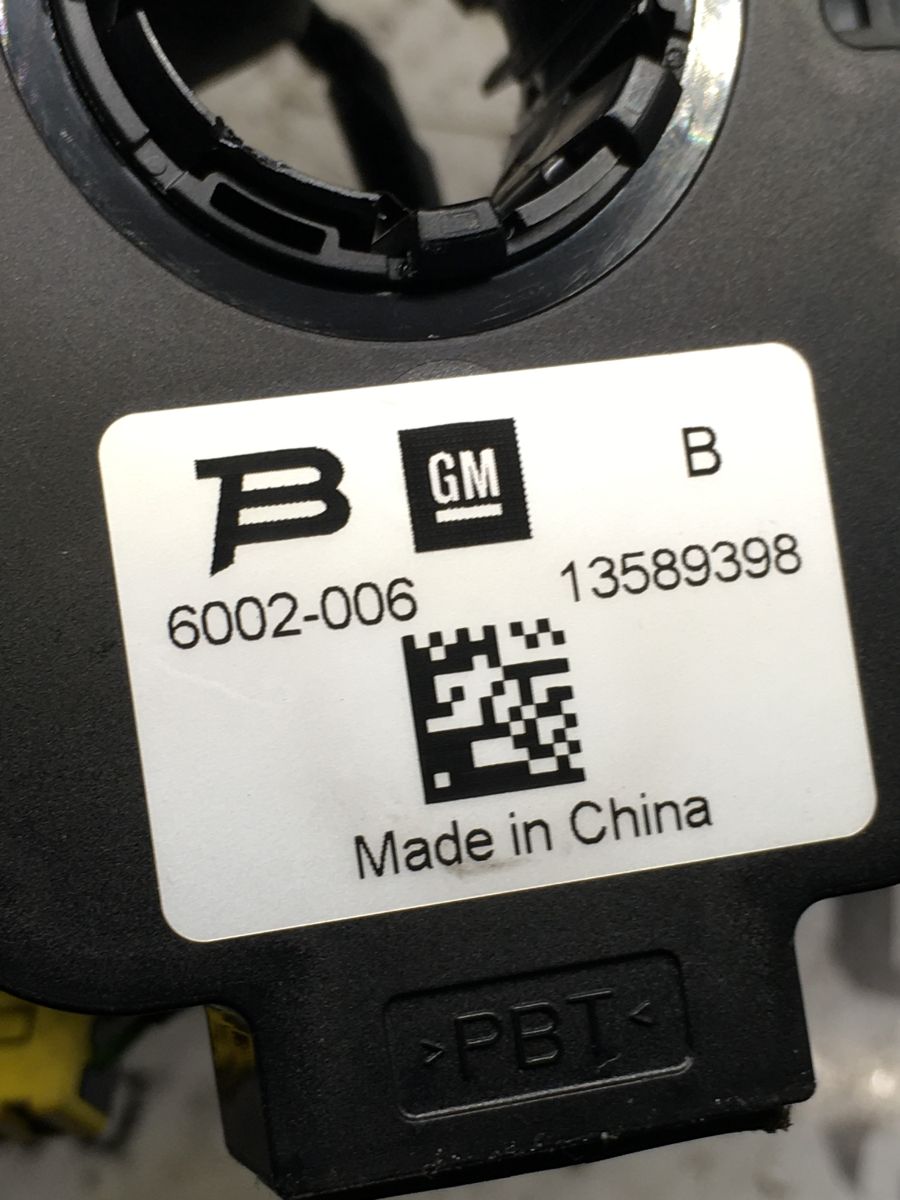 B GM B
6002-006 13589398
Made in China
>PBT<